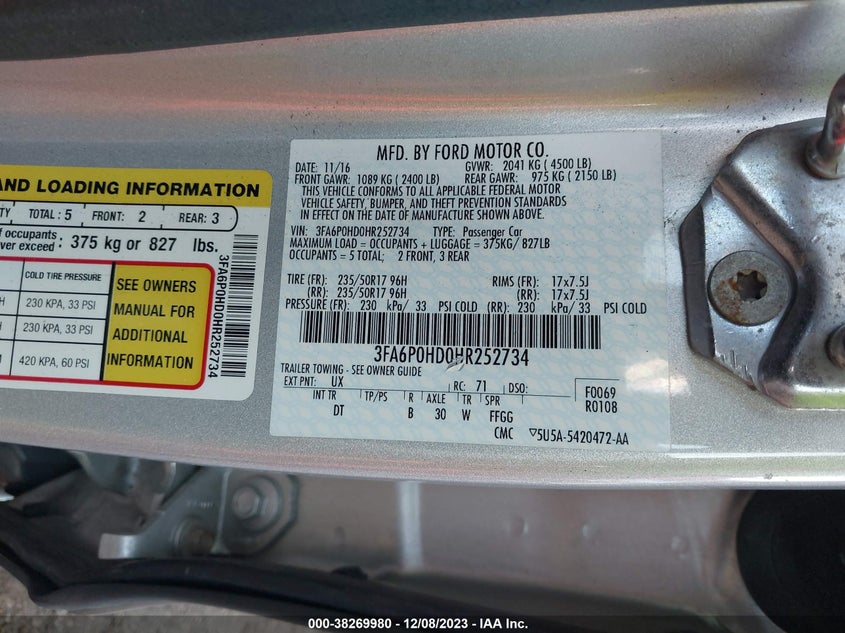 AND LOADING INFORMATION
TOTAL : 5 FRONT: 2 REAR: 3
of occupants :
ver exceed : 375 kg or 827 lbs.
COLD TIRE PRESSURE
230 KPA, 33 PSI
230 KPA, 33 PSI
420 KPA, 60 PSI
SEE OWNERS
MANUAL FOR
ADDITIONAL
INFORMATION
3FA6P0HD0HR252734
MFD. BY FORD MOTOR CO.
DATE: 11/16 GVWR: 2041 KG ( 4500 LB)
FRONT GAWR: 1089 KG ( 2400 LB) REAR GAWR: 975 KG ( 2150 LB)
THIS VEHICLE CONFORMS TO ALL APPLICABLE FEDERAL MOTOR
VEHICLE SAFETY, BUMPER, AND THEFT PREVENTION STANDARDS
IN EFFECT ON THE DATE OF MANUFACTURE SHOWN ABOVE.
VIN: 3FA6P0HD0HR252734 TYPE: Passenger Car
MAXIMUM LOAD = OCCUPANTS + LUGGAGE = 375KG/ 827LB
OCCUPANTS = 5 TOTAL; 2 FRONT, 3 REAR
TIRE (FR): 235/50R17 96H RIMS (FR): 17x7.5J
(RR): 235/50R17 96H (RR): 17x7.5J
PRESSURE (FR): 230 kPa/ 33 PSI COLD (RR): 230 kPa/ 33 PSI COLD
3FA6P0HD0HR252734
TRAILER TOWING - SEE OWNER GUIDE
EXT PNT: UX RC: 71 DSO:
INT TR TP/PS R AXLE TR SPR
DT B 30 W FFGG
F0069
R0108
CMC ▽5U5A-5420472-AA
000-38269980 - 12/08/2023 - IAA Inc.